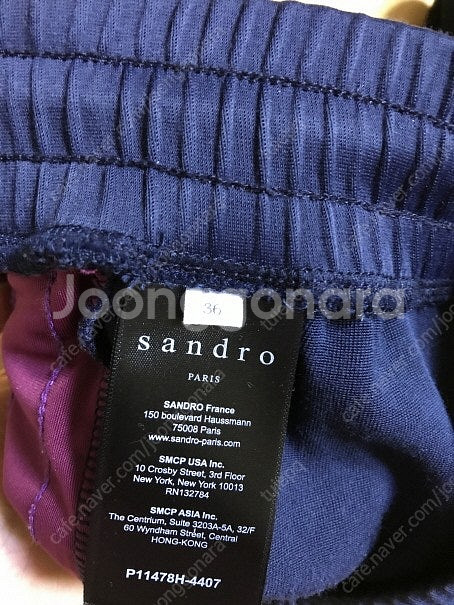 Joonggonara
36
sandro
PARIS
SANDRO France
150 boulevard Haussmann
75008 Paris
www.sandro-paris.com
SMCP USA Inc.
10 Crosby Street, 3rd Floor
New York, New York 10013
RN132784
SMCP ASIA Inc.
The Centrium, Suite 3203A-5A, 32/F
60 Wyndham Street, Central
HONG-KONG
P11478H-4407